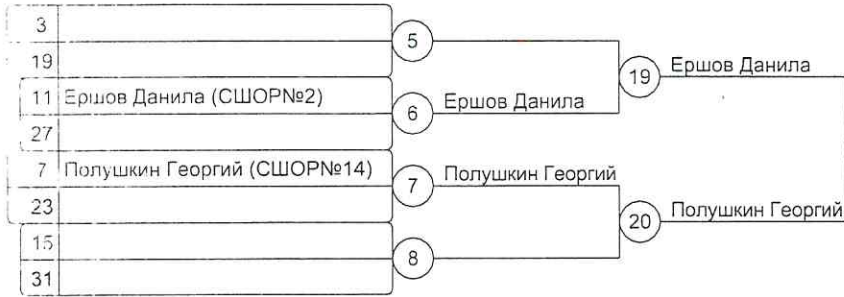 3
5
19
19 Ершов Данила
11 Ершов Данила (СШОР№2)
6 Ершов Данила
27
7 Полушкин Георгий (СШОР№14)
7 Полушкин Георгий
23
20 Полушкин Георгий
15
8
31